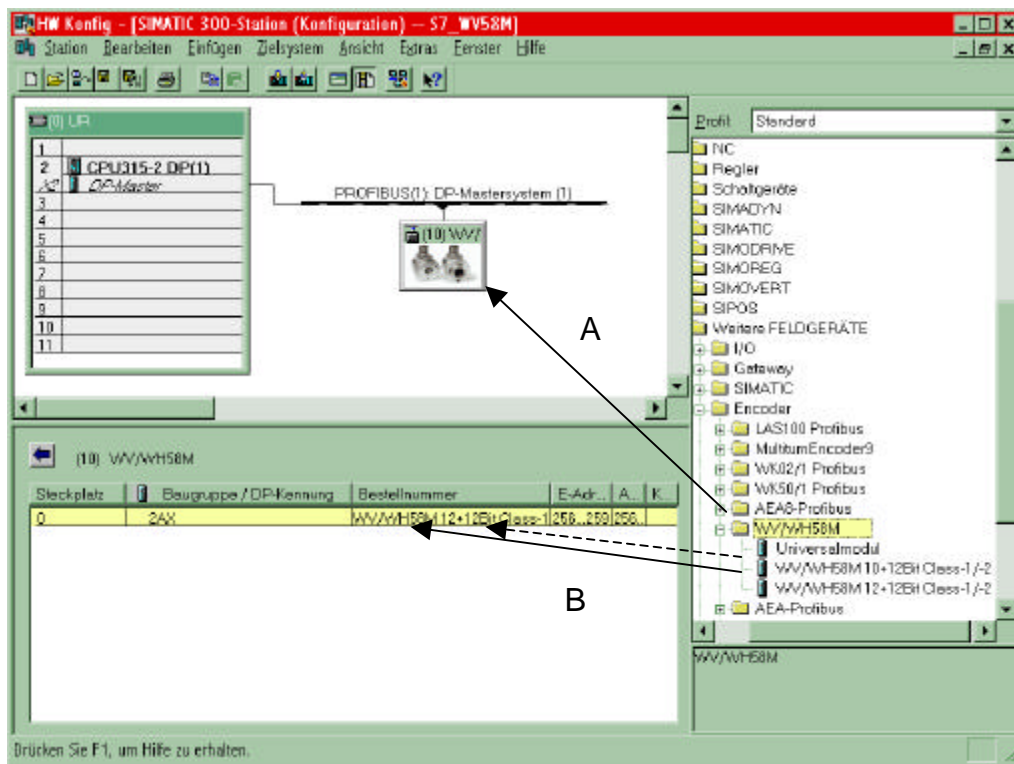 HW Konfig - [SIMATIC 300-Station (Konfiguration) -- S7_WV58M]
Station Bearbeiten Einfügen Zielsystem Ansicht Extras Fenster Hilfe
(0) UR
1
2 CPU315-2 DP(1)
X2 DP-Master
3
4
5
6
7
8
9
10
11
PROFIBUS(1): DP-Mastersystem (1)
(10) WV/
A
Profil Standard
NC
Regler
Schaltgeräte
SIMADYN
SIMATIC
SIMODRIVE
SIMOREG
SIMOVERT
SIPOS
Weitere FELDGERÄTE
I/O
Gateway
SIMATIC
Encoder
LAS100 Profibus
MultiturnEncoder9
WK02/1 Profibus
WK50/1 Profibus
AEA8-Profibus
WV/WH58M
Universalmodul
WV/WH58M 10+12Bit Class-1/-2
WV/WH58M 12+12Bit Class-1/-2
AEA-Profibus
WV/WH58M
(10) WV/WH58M
Steckplatz Baugruppe / DP-Kennung Bestellnummer E-Adr... A... K...
0 2AX WV/WH58M 12+12Bit Class-1 256..259 256..
B
Drücken Sie F1, um Hilfe zu erhalten.